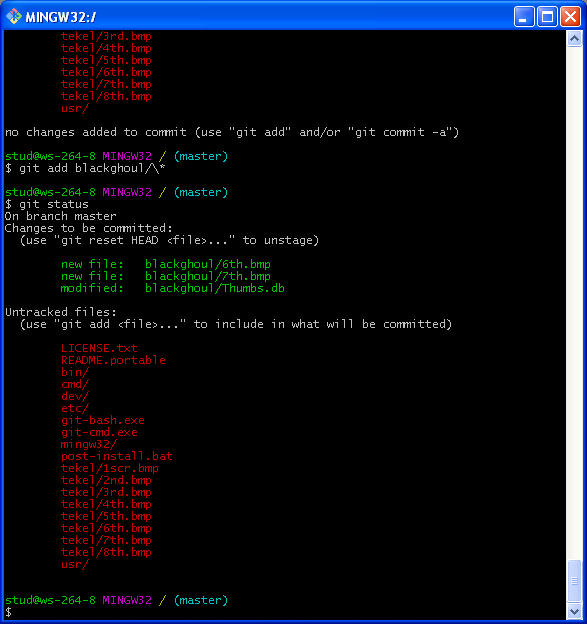 MINGW32:/
tekel/3rd.bmp
tekel/4th.bmp
tekel/5th.bmp
tekel/6th.bmp
tekel/7th.bmp
tekel/8th.bmp
usr/
no changes added to commit (use "git add" and/or "git commit -a")
stud@ws-264-8 MINGW32 / (master)
$ git add blackghoul/\*
stud@ws-264-8 MINGW32 / (master)
$ git status
On branch master
Changes to be committed:
(use "git reset HEAD <file>..." to unstage)
new file:   blackghoul/6th.bmp
new file:   blackghoul/7th.bmp
modified:   blackghoul/Thumbs.db
Untracked files:
(use "git add <file>..." to include in what will be committed)
LICENSE.txt
README.portable
bin/
cmd/
dev/
etc/
git-bash.exe
git-cmd.exe
mingw32/
post-install.bat
tekel/1scr.bmp
tekel/2nd.bmp
tekel/3rd.bmp
tekel/4th.bmp
tekel/5th.bmp
tekel/6th.bmp
tekel/7th.bmp
tekel/8th.bmp
usr/
stud@ws-264-8 MINGW32 / (master)
$